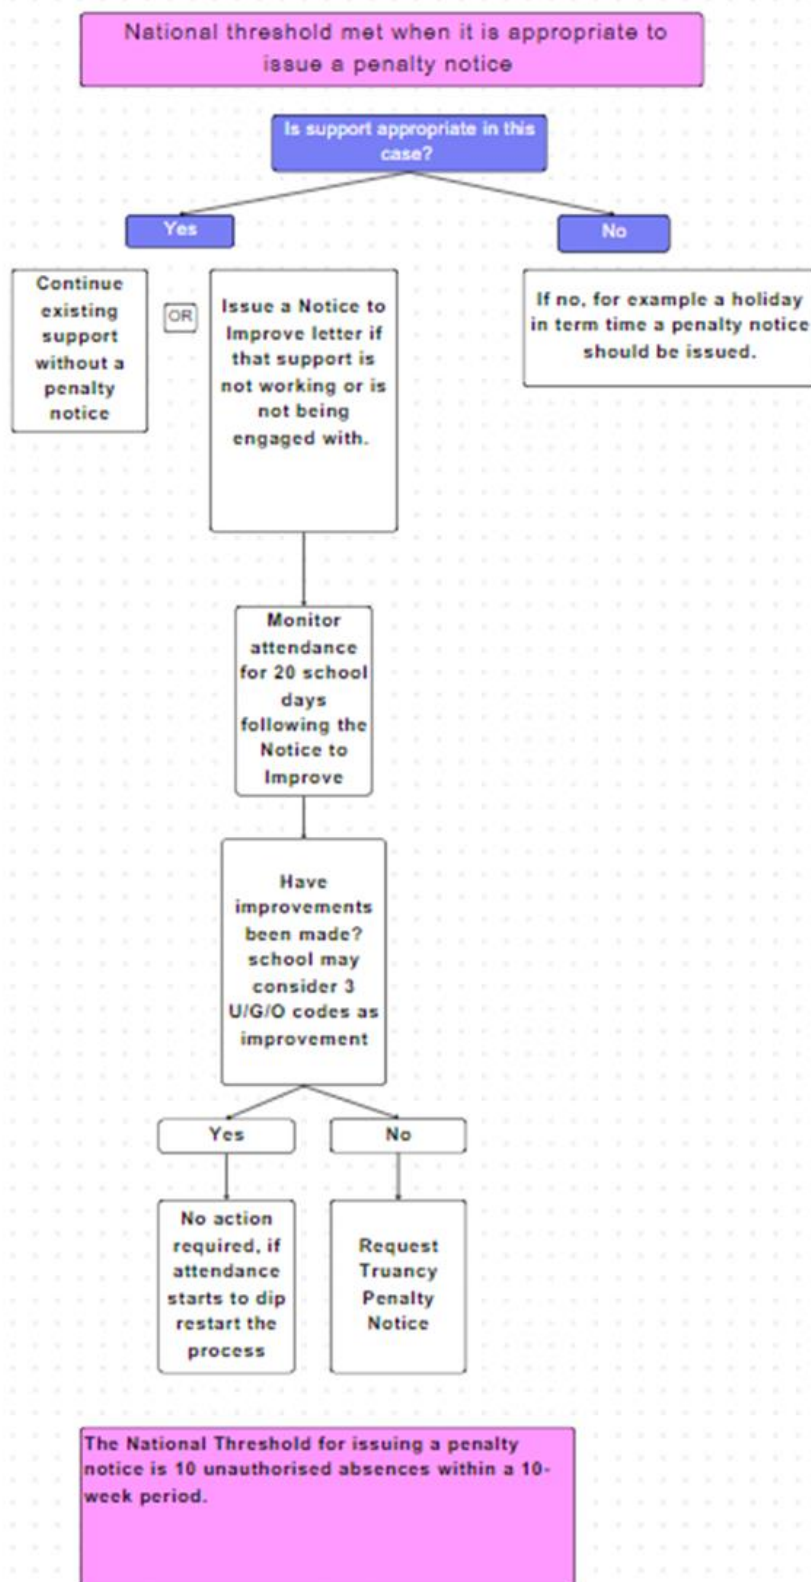 National threshold met when it is appropriate to
issue a penalty notice
Is support appropriate in this
case?
Yes
No
Continue
existing
support
without a
penalty
notice
OR
Issue a Notice to
Improve letter if
that support is
not working or is
not being
engaged with.
If no, for example a holiday
in term time a penalty notice
should be issued.
Monitor
attendance
for 20 school
days
following the
Notice to
Improve
Have
improvements
been made?
school may
consider 3
U/G/O codes as
improvement
Yes
No
No action
required, if
attendance
starts to dip
restart the
process
Request
Truancy
Penalty
Notice
The National Threshold for issuing a penalty
notice is 10 unauthorised absences within a 10-
week period.